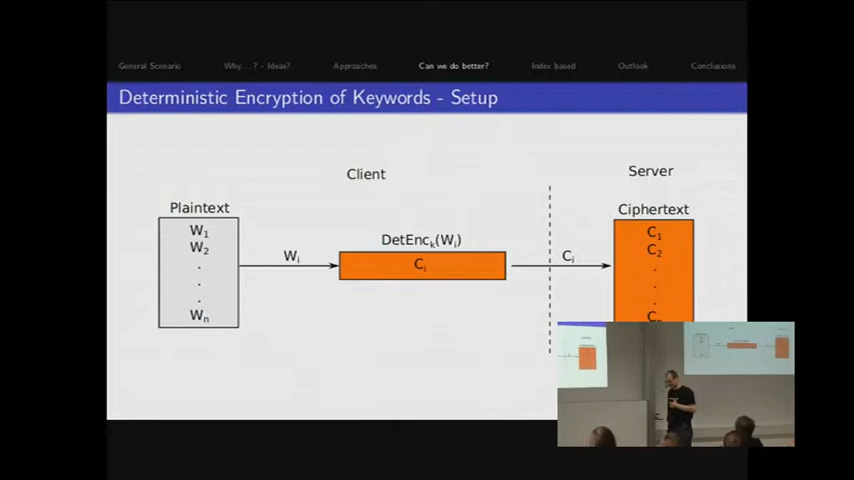 General Scenario Why. . . ? - Ideas? Approaches Can we do better? Index based Outlook Conclusions
Deterministic Encryption of Keywords - Setup
Client Server
Plaintext Ciphertext
W₁ C₁
W₂ C₂
DetEncₖ(Wᵢ)
Wᵢ Cᵢ Cᵢ
.
.
.
Wₙ Cₙ